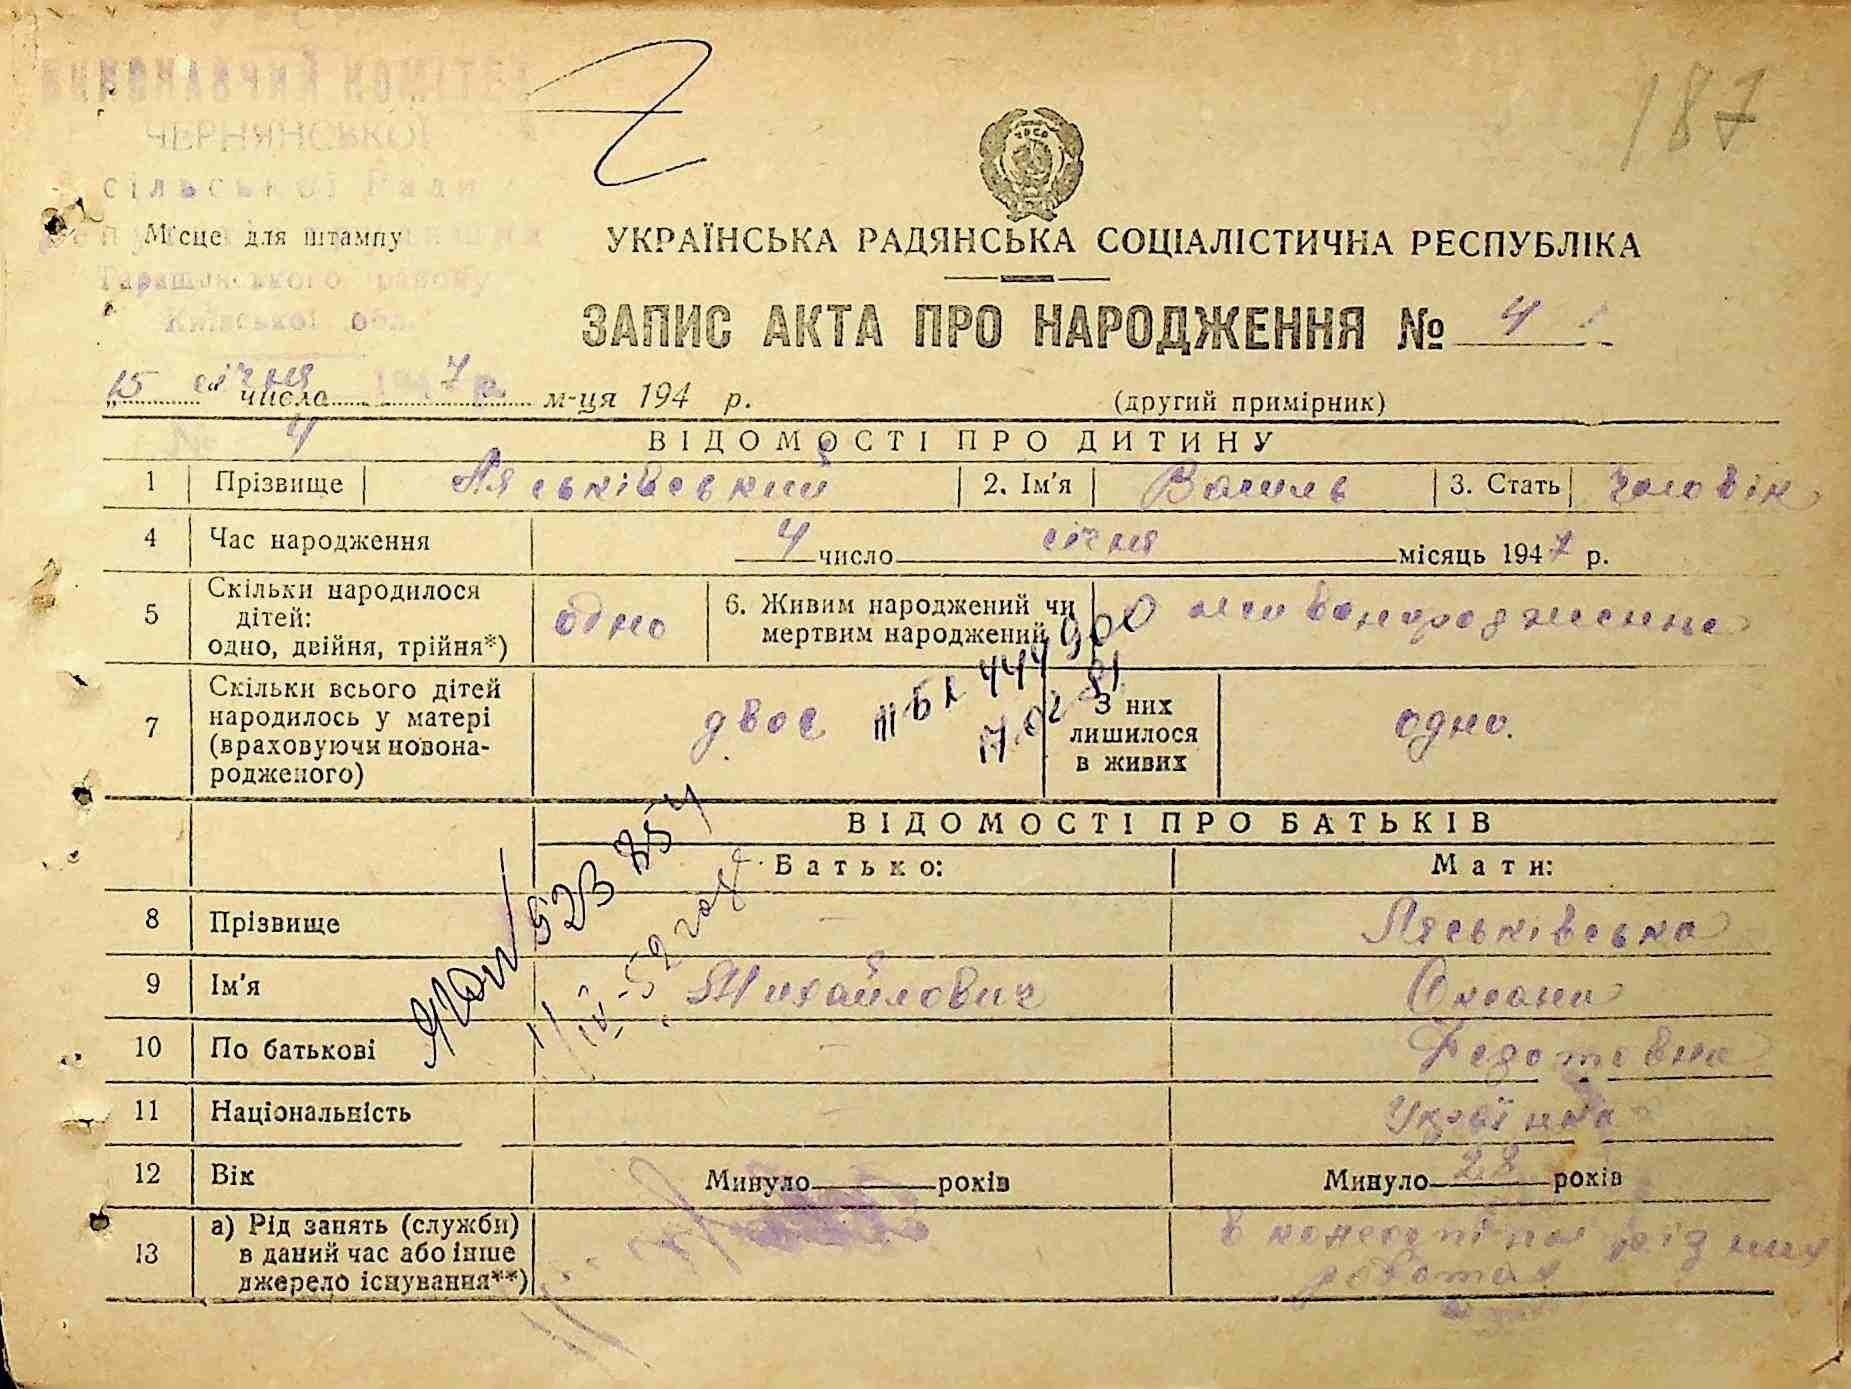 187
ВИКОНАВЧИЙ КОМІТЕТ
ЧЕРНЯНСЬКОЇ
сільської Ради
Місце для штампу
Таращанського району
Київської обл.
УКРАЇНСЬКА РАДЯНСЬКА СОЦІАЛІСТИЧНА РЕСПУБЛІКА
ЗАПИС АКТА ПРО НАРОДЖЕННЯ № 4
„15 січня 1947 р.
числа м-ця 194 р.
(другий примірник)
№ 4
ВІДОМОСТІ ПРО ДИТИНУ
1 Прізвище Ляськівський 2. Ім'я Василь 3. Стать чоловік
4 Час народження 4 число січня місяць 1947 р.
5 Скільки народилося дітей: одно, двійня, трійня*) одно 6. Живим народжений чи мертвим народжений живонароджений
7 Скільки всього дітей народилось у матері (враховуючи новонародженого) двоє З них лишилося в живих одно.
ВІДОМОСТІ ПРО БАТЬКІВ
Батько: Мати:
8 Прізвище — Ляськівська
9 Ім'я Михайлович Оксана
10 По батькові — Федотовна
11 Національність — Українка
12 Вік Минуло років Минуло 28 років
13 а) Рід занять (служби) в даний час або інше джерело існування**) в колгоспі на різних роботах